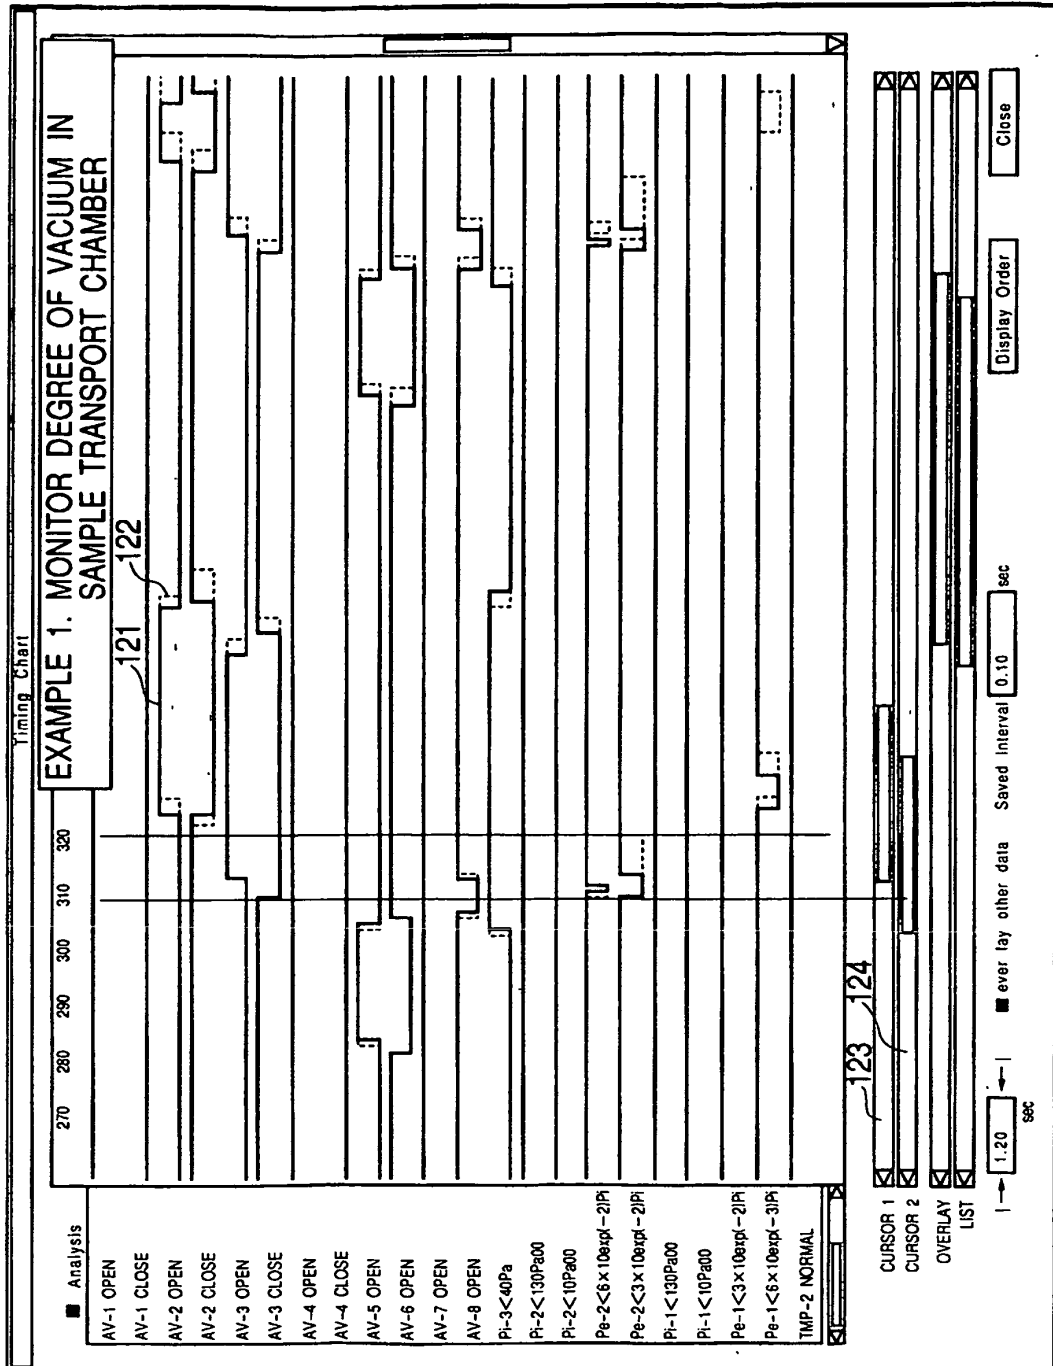 Timing Chart
EXAMPLE 1. MONITOR DEGREE OF VACUUM IN
SAMPLE TRANSPORT CHAMBER
■ Analysis
270 280 290 300 310 320
121
122
AV-1 OPEN
AV-1 CLOSE
AV-2 OPEN
AV-2 CLOSE
AV-3 OPEN
AV-3 CLOSE
AV-4 OPEN
AV-4 CLOSE
AV-5 OPEN
AV-6 OPEN
AV-7 OPEN
AV-8 OPEN
Pi-3<40Pa
Pi-2<130Pa00
Pi-2<10Pa00
Pe-2<6×10exp(-2)Pi
Pe-2<3×10exp(-2)Pi
Pi-1<130Pa00
Pi-1<10Pa00
Pe-1<3×10exp(-2)Pi
Pe-1<6×10exp(-3)Pi
TMP-2 NORMAL
123
124
CURSOR 1
CURSOR 2
OVERLAY
LIST
1.20
sec
■ ever lay other data
Saved Interval 0.10 sec
Display Order
Close